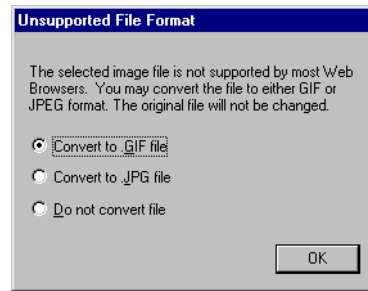 Unsupported File Format
The selected image file is not supported by most Web
Browsers. You may convert the file to either GIF or
JPEG format. The original file will not be changed.
Convert to .GIF file
Convert to .JPG file
Do not convert file
OK